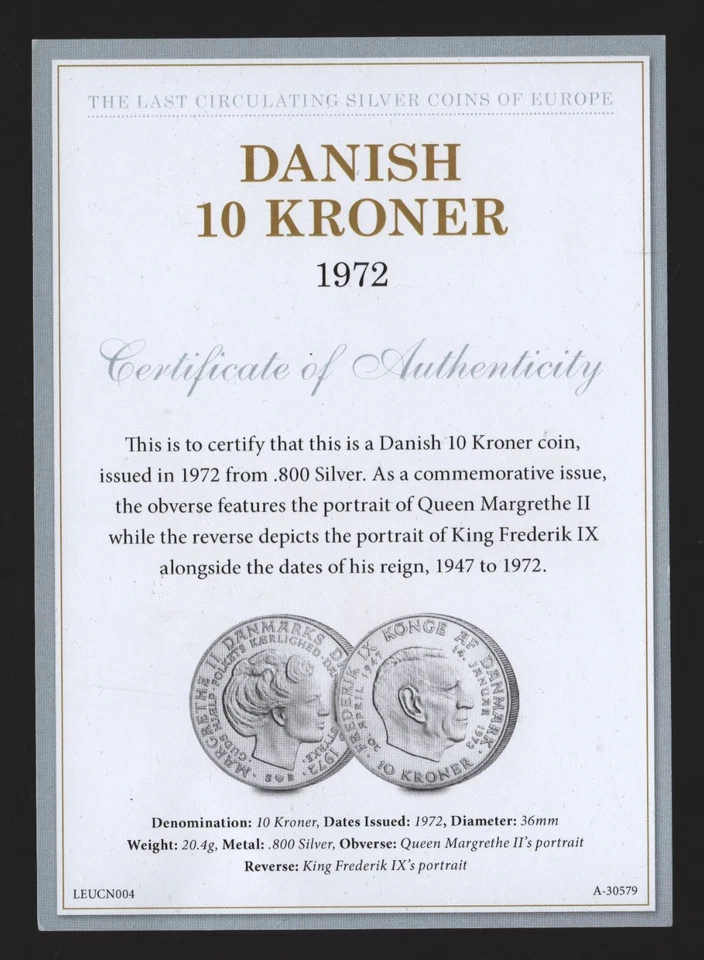 THE LAST CIRCULATING SILVER COINS OF EUROPE
DANISH
10 KRONER
1972
Certificate of Authenticity
This is to certify that this is a Danish 10 Kroner coin,
issued in 1972 from .800 Silver. As a commemorative issue,
the obverse features the portrait of Queen Margrethe II
while the reverse depicts the portrait of King Frederik IX
alongside the dates of his reign, 1947 to 1972.
MARGRETHE II DANMARKS
GUDS HJÆLP · FOLKETS KÆRLIGHED · DA
STYRKE
1972 · S ♥ R ·
FREDERIK IX KONGE AF DANMARK ·
20. APRIL 1947
14. JANUAR 1972
10 KRONER
Denomination: 10 Kroner, Dates Issued: 1972, Diameter: 36mm
Weight: 20.4g, Metal: .800 Silver, Obverse: Queen Margrethe II's portrait
Reverse: King Frederik IX's portrait
LEUCN004
A-30579